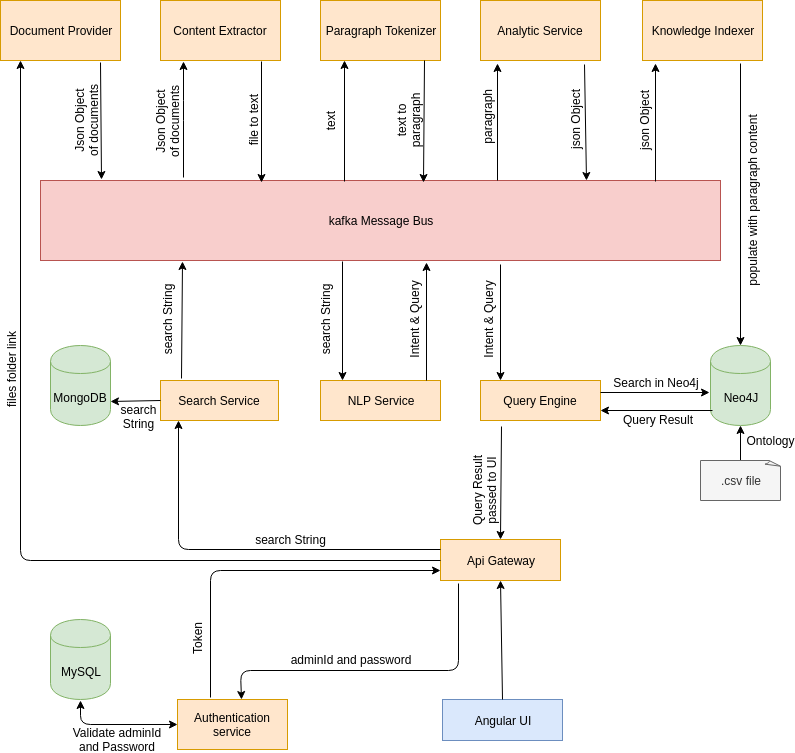 Document Provider
Content Extractor
Paragraph Tokenizer
Analytic Service
Knowledge Indexer
Json Object
of documents
Json Object
of documents
file to text
text
text to
paragraph
paragraph
json Object
json Object
populate with paragraph content
kafka Message Bus
search String
search String
Intent & Query
Intent & Query
files folder link
MongoDB
search
String
Search Service
NLP Service
Query Engine
Search in Neo4j
Query Result
Neo4J
Ontology
.csv file
Query Result
passed to UI
search String
Api Gateway
Token
adminId and password
MySQL
Validate adminId
and Password
Authentication
service
Angular UI